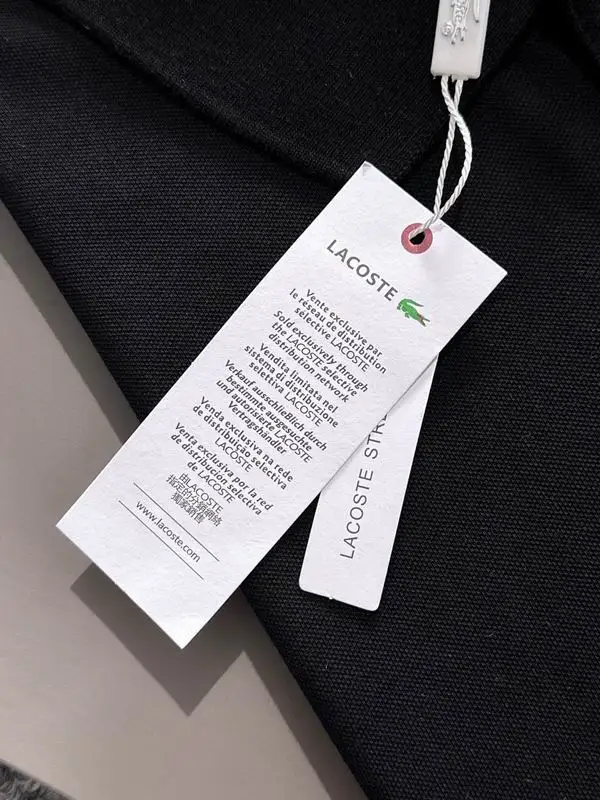 LACOSTE
Vente exclusive par
le réseau de distribution
sélective LACOSTE
Sold exclusively through
the LACOSTE selective
distribution network
Vendita limitata nel
sistema di distribuzione
selettiva LACOSTE
Verkauf ausschließlich durch
bestimmte ausgesuchte
und autorisierte LACOSTE
Vertragshändler
Venda exclusiva na rede
de distribuição selectiva
LACOSTE
Venta exclusiva por la red
de distribución selectiva
de LACOSTE
由LACOSTE
指定的分銷網絡
獨家銷售
www.lacoste.com
LACOSTE STR